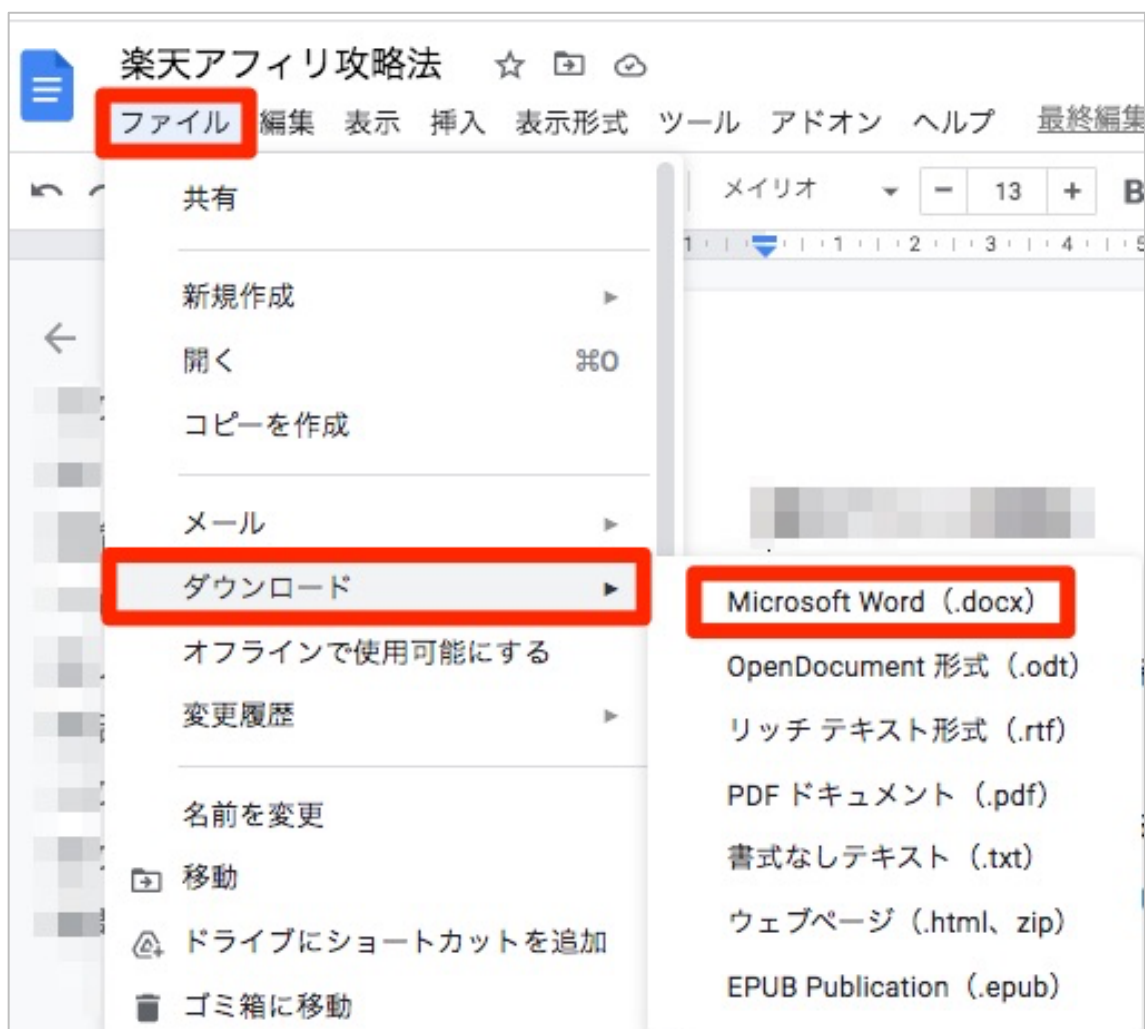 楽天アフィリ攻略法
ファイル 編集 表示 挿入 表示形式 ツール アドオン ヘルプ 最終編集
メイリオ − 13 + B
1 1 2 3 4 5
共有
新規作成
開く ⌘O
コピーを作成
メール
ダウンロード
オフラインで使用可能にする
変更履歴
名前を変更
移動
ドライブにショートカットを追加
ゴミ箱に移動
Microsoft Word（.docx）
OpenDocument 形式（.odt）
リッチ テキスト形式（.rtf）
PDF ドキュメント（.pdf）
書式なしテキスト（.txt）
ウェブページ（.html、zip）
EPUB Publication（.epub）